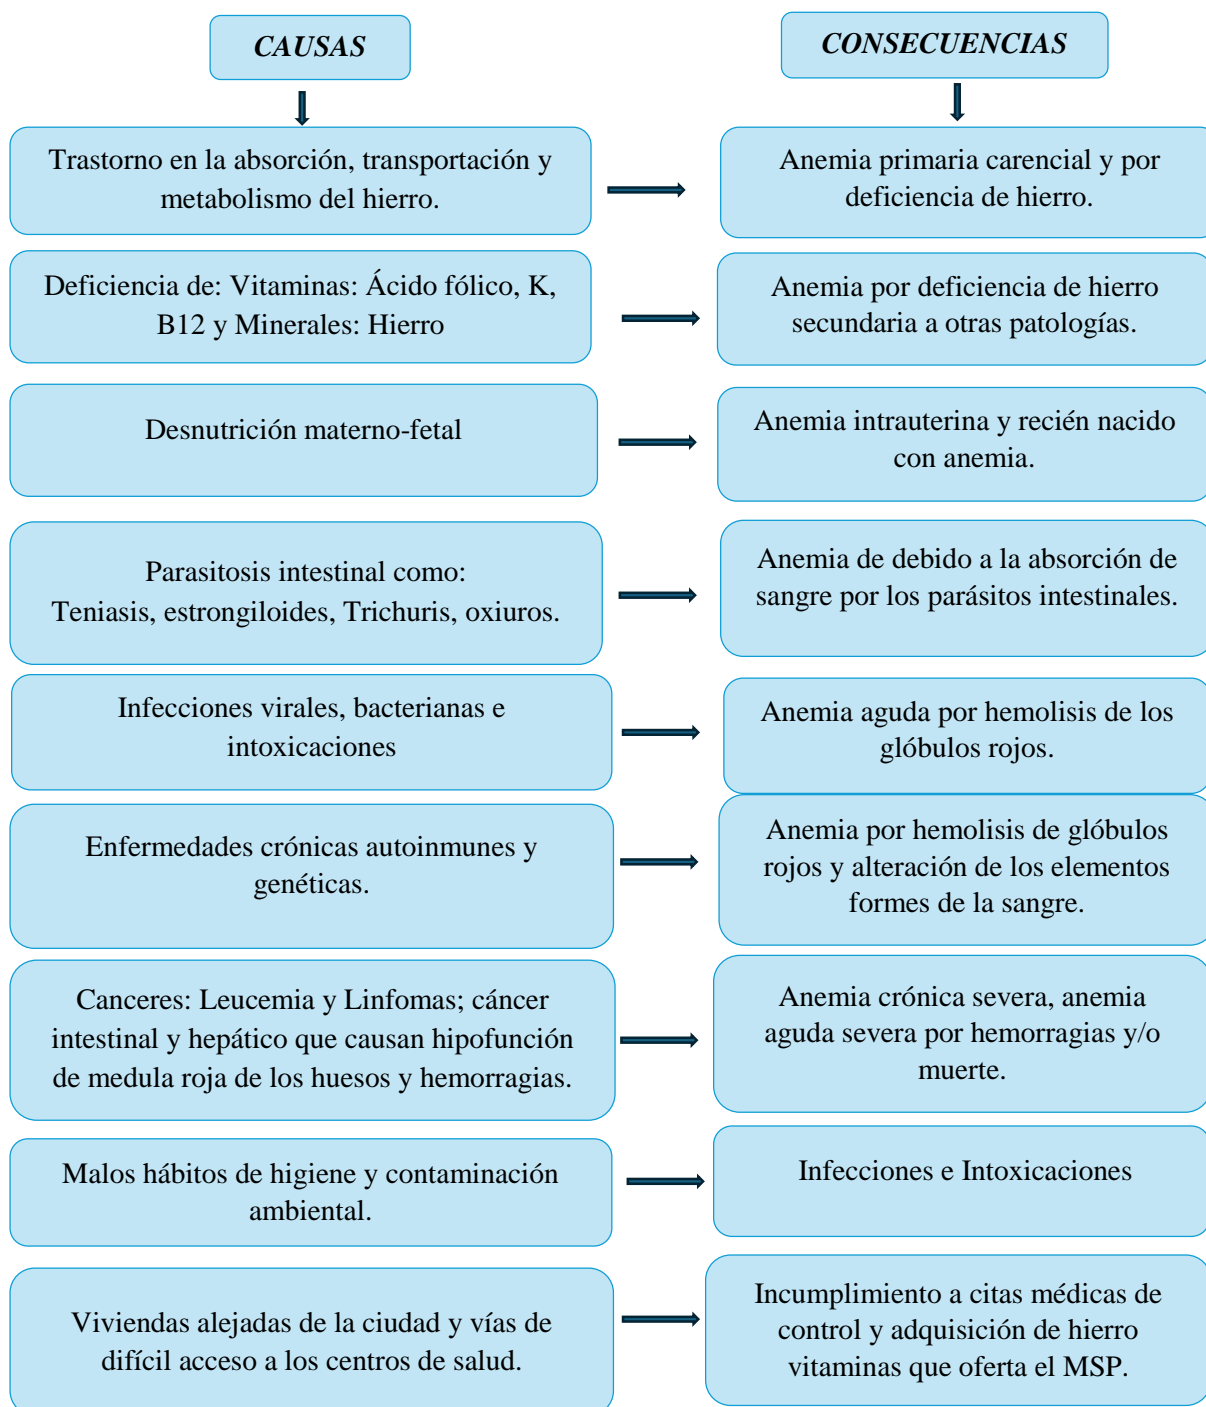 CAUSAS
CONSECUENCIAS
Trastorno en la absorción, transportación y
metabolismo del hierro.
Anemia primaria carencial y por
deficiencia de hierro.
Deficiencia de: Vitaminas: Ácido fólico, K,
B12 y Minerales: Hierro
Anemia por deficiencia de hierro
secundaria a otras patologías.
Desnutrición materno-fetal
Anemia intrauterina y recién nacido
con anemia.
Parasitosis intestinal como:
Teniasis, estrongiloides, Trichuris, oxiuros.
Anemia de debido a la absorción de
sangre por los parásitos intestinales.
Infecciones virales, bacterianas e
intoxicaciones
Anemia aguda por hemolisis de los
glóbulos rojos.
Enfermedades crónicas autoinmunes y
genéticas.
Anemia por hemolisis de glóbulos
rojos y alteración de los elementos
formes de la sangre.
Canceres: Leucemia y Linfomas; cáncer
intestinal y hepático que causan hipofunción
de medula roja de los huesos y hemorragias.
Anemia crónica severa, anemia
aguda severa por hemorragias y/o
muerte.
Malos hábitos de higiene y contaminación
ambiental.
Infecciones e Intoxicaciones
Viviendas alejadas de la ciudad y vías de
difícil acceso a los centros de salud.
Incumplimiento a citas médicas de
control y adquisición de hierro
vitaminas que oferta el MSP.